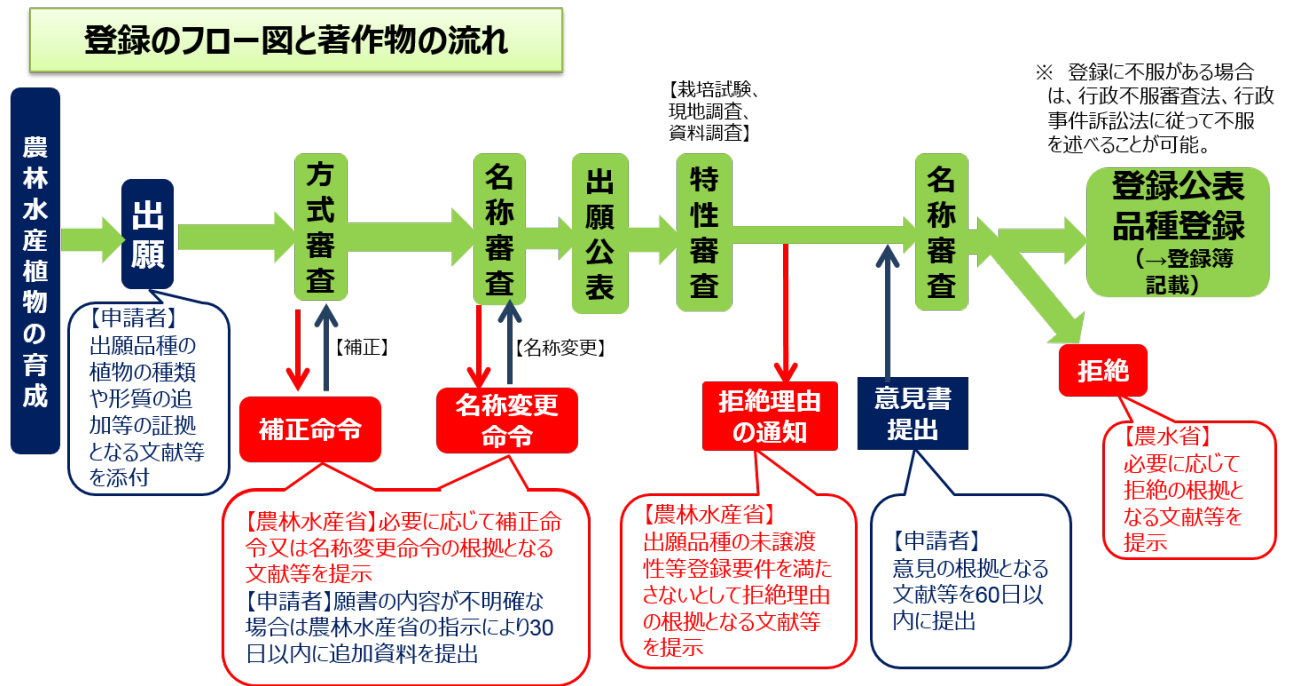 登録のフロー図と著作物の流れ
農林水産植物の育成
出願
【申請者】
出願品種の
植物の種類
や形質の追
加等の証拠
となる文献等
を添付
方式審査
【補正】
補正命令
名称審査
【名称変更】
名称変更
命令
【農林水産省】必要に応じて補正命
令又は名称変更命令の根拠となる
文献等を提示
【申請者】願書の内容が不明確な
場合は農林水産省の指示により30
日以内に追加資料を提出
出願公表
【栽培試験、
現地調査、
資料調査】
特性審査
拒絶理由
の通知
【農林水産省】
出願品種の未譲渡
性等登録要件を満た
さないとして拒絶理由
の根拠となる文献等
を提示
意見書
提出
【申請者】
意見の根拠となる
文献等を60日以
内に提出
名称審査
※ 登録に不服がある場合
は、行政不服審査法、行政
事件訴訟法に従って不服
を述べることが可能。
登録公表
品種登録
(→登録簿
記載)
拒絶
【農水省】
必要に応じて
拒絶の根拠と
なる文献等を
提示